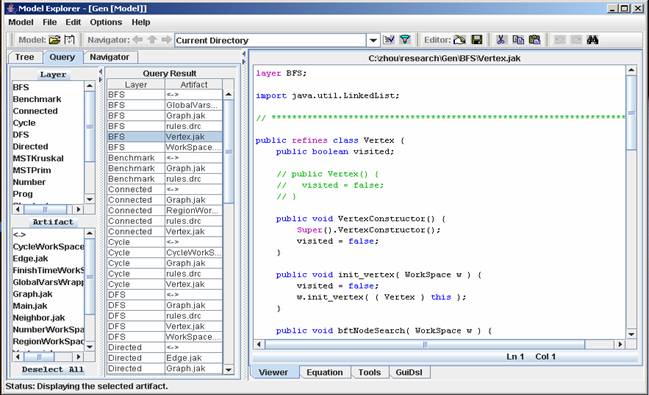 Model Explorer - [Gen [Model]]
Model File Edit Options Help
Model: Navigator: Current Directory Editor:
Tree Query Navigator
Layer
BFS
Benchmark
Connected
Cycle
DFS
Directed
MSTKruskal
MSTPrim
Number
Prog
Artifact
<->
CycleWorkSpace
Edge.jak
FinishTimeWorkS
GlobalVarsWrapp
Graph.jak
Main.jak
Neighbor.jak
NumberWorkSpa
RegionWorkSpac
Deselect All
Query Result
Layer Artifact
BFS <->
BFS GlobalVars...
BFS Graph.jak
BFS rules.drc
BFS Vertex.jak
BFS WorkSpace...
Benchmark <->
Benchmark Graph.jak
Benchmark rules.drc
Connected <->
Connected Graph.jak
Connected RegionWor...
Connected rules.drc
Connected Vertex.jak
Cycle <->
Cycle CycleWorkS...
Cycle Graph.jak
Cycle rules.drc
Cycle Vertex.jak
DFS <->
DFS Graph.jak
DFS rules.drc
DFS Vertex.jak
DFS WorkSpace...
Directed <->
Directed Edge.jak
Directed Graph.jak
C:\zhou\research\Gen\BFS\Vertex.jak
layer BFS;
import java.util.LinkedList;
// ************************************************************
public refines class Vertex {
public boolean visited;
// public Vertex() {
// visited = false;
// }
public void VertexConstructor() {
Super().VertexConstructor();
visited = false;
}
public void init_vertex( WorkSpace w ) {
visited = false;
w.init_vertex( ( Vertex ) this );
}
public void bftNodeSearch( WorkSpace w ) {
Ln 1 Col 1
Viewer Equation Tools GuiDsl
Status: Displaying the selected artifact.